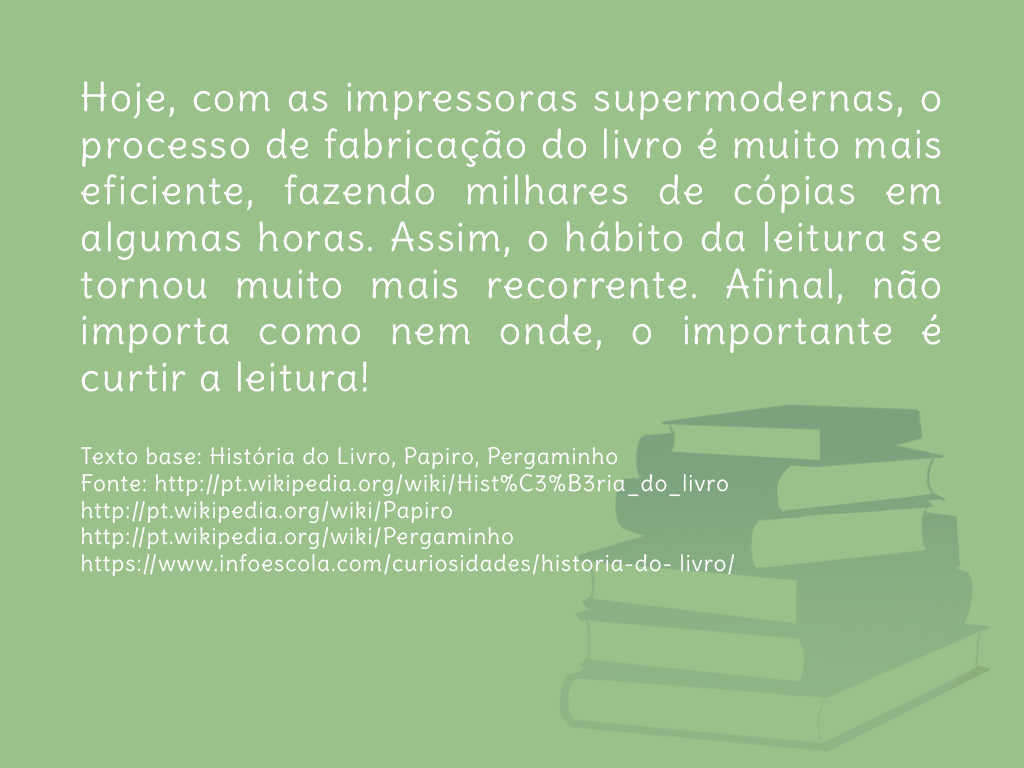 Hoje, com as impressoras supermodernas, o
processo de fabricação do livro é muito mais
eficiente, fazendo milhares de cópias em
algumas horas. Assim, o hábito da leitura se
tornou muito mais recorrente. Afinal, não
importa como nem onde, o importante é
curtir a leitura!
Texto base: História do Livro, Papiro, Pergaminho
Fonte: http://pt.wikipedia.org/wiki/Hist%C3%B3ria_do_livro
http://pt.wikipedia.org/wiki/Papiro
http://pt.wikipedia.org/wiki/Pergaminho
https://www.infoescola.com/curiosidades/historia-do- livro/